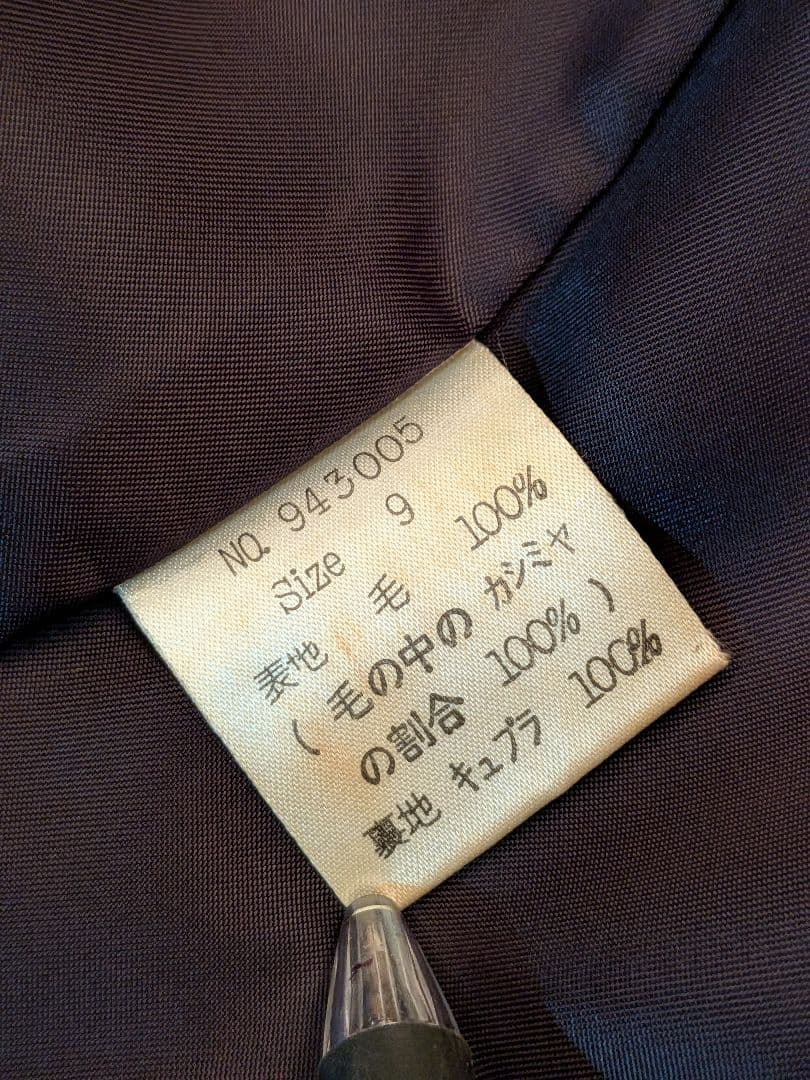 NO. 943005
Size 9
表地 毛 100%
( 毛の中の カシミヤ
の割合 100% )
裏地 キュプラ 100%